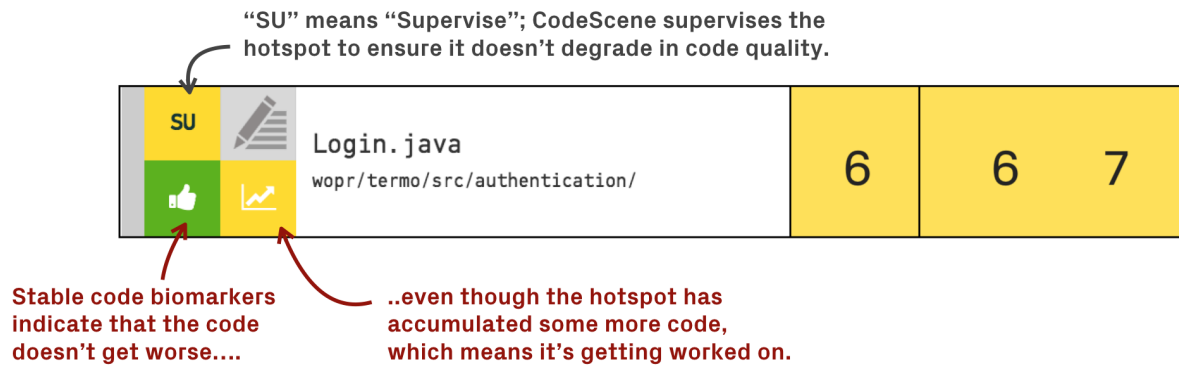 “SU” means “Supervise”; CodeScene supervises the
hotspot to ensure it doesn’t degrade in code quality.
SU
Login.java
wopr/termo/src/authentication/
6
6 7
Stable code biomarkers
indicate that the code
doesn’t get worse....
..even though the hotspot has
accumulated some more code,
which means it’s getting worked on.